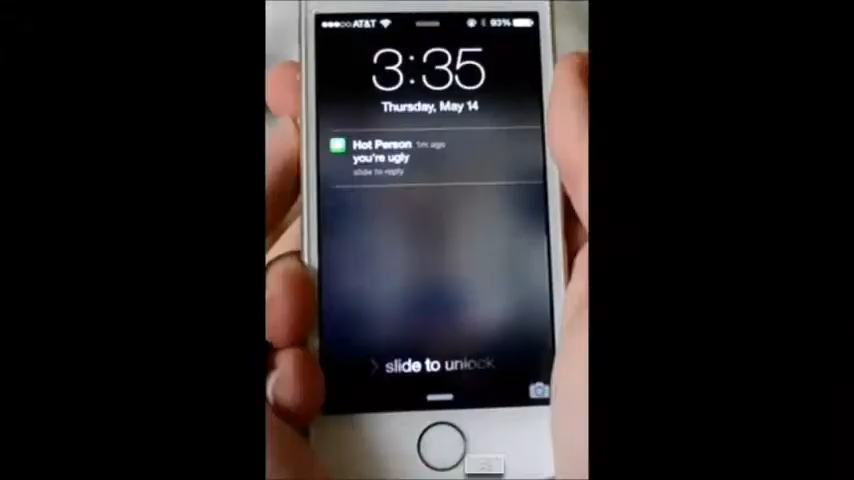 AT&T 93%
3:35
Thursday, May 14
Hot Person 1m ago
you're ugly
slide to reply
> slide to unlock